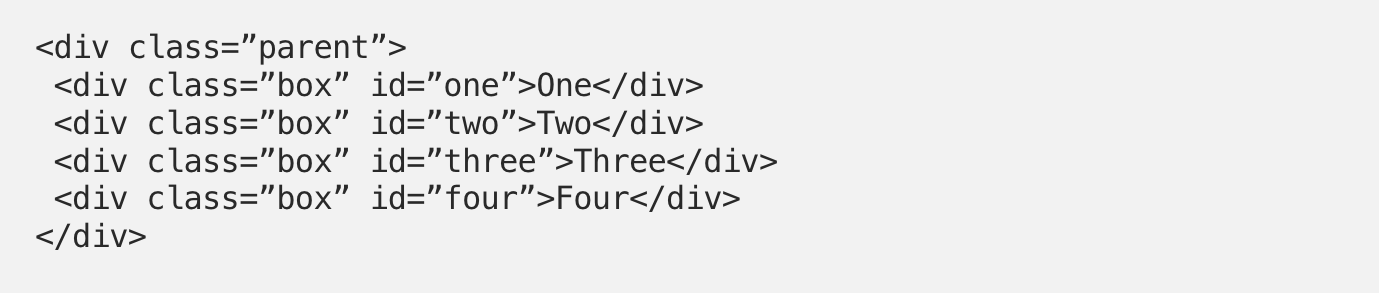 <div class=”parent”>
 <div class=”box” id=”one”>One</div>
 <div class=”box” id=”two”>Two</div>
 <div class=”box” id=”three”>Three</div>
 <div class=”box” id=”four”>Four</div>
</div>